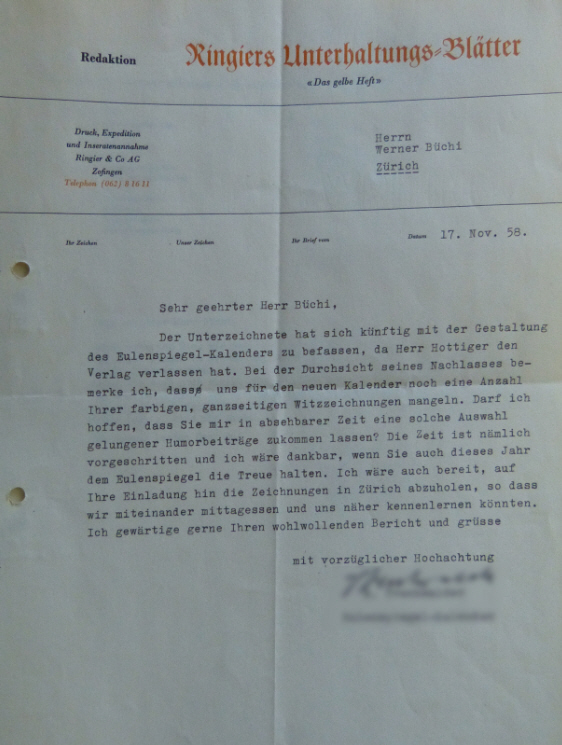 Redaktion
Ringiers Unterhaltungs-Blätter
«Das gelbe Heft»
Druck, Expedition
und Inseratenannahme
Ringier & Co AG
Zofingen
Telephon (062) 8 16 11
Herrn
Werner Büchi
Zürich
Ihr Zeichen
Unser Zeichen
Ihr Brief vom
Datum 17. Nov. 58.
Sehr geehrter Herr Büchi,
Der Unterzeichnete hat sich künftig mit der Gestaltung
des Eulenspiegel-Kalenders zu befassen, da Herr Hottiger den
Verlag verlassen hat. Bei der Durchsicht seines Nachlasses be-
merke ich, dass uns für den neuen Kalender noch eine Anzahl
Ihrer farbigen, ganzseitigen Witzzeichnungen mangeln. Darf ich
hoffen, dass Sie mir in absehbarer Zeit eine solche Auswahl
gelungener Humorbeiträge zukommen lassen? Die Zeit ist nämlich
vorgeschritten und ich wäre dankbar, wenn Sie auch dieses Jahr
dem Eulenspiegel die Treue halten. Ich wäre auch bereit, auf
Ihre Einladung hin die Zeichnungen in Zürich abzuholen, so dass
wir miteinander mittagessen und uns näher kennenlernen könnten.
Ich gewärtige gerne Ihren wohlwollenden Bericht und grüsse
mit vorzüglicher Hochachtung